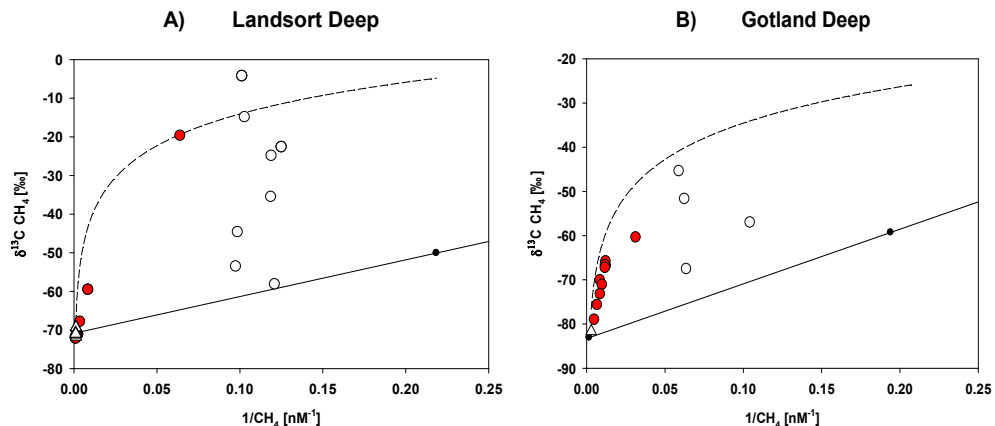 A) Landsort Deep
B) Gotland Deep
0
-10
-20
-30
-40
-50
-60
-70
-80
δ¹³C CH₄ [‰]
0.00 0.05 0.10 0.15 0.20 0.25
1/CH₄ [nM⁻¹]
-20
-30
-40
-50
-60
-70
-80
-90
δ¹³C CH₄ [‰]
0.00 0.05 0.10 0.15 0.20 0.25
1/CH₄ [nM⁻¹]